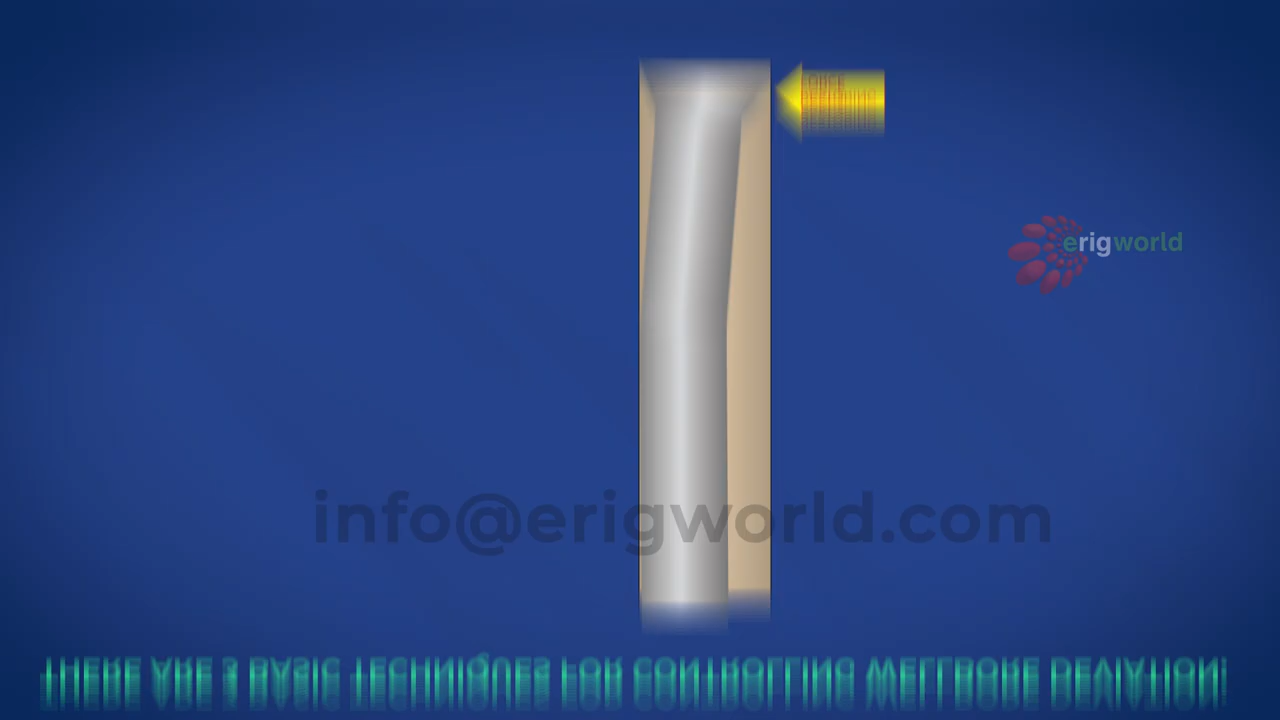 erigworld
info@erigworld.com
THERE ARE 3 BASIC TECHNIQUES FOR CONTROLLING WELLBORE DEVIATION: